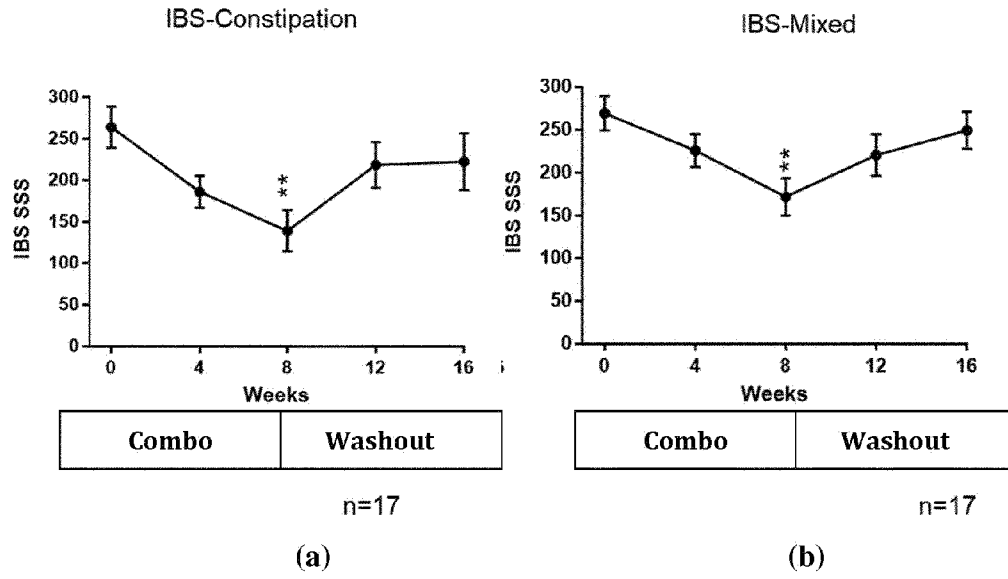 IBS-Constipation
300
250
200
150
100
50
0
IBS SSS
**
0 4 8 12 16
Weeks
Combo Washout
n=17
(a)
IBS-Mixed
300
250
200
150
100
50
0
IBS SSS
**
0 4 8 12 16
Weeks
Combo Washout
n=17
(b)